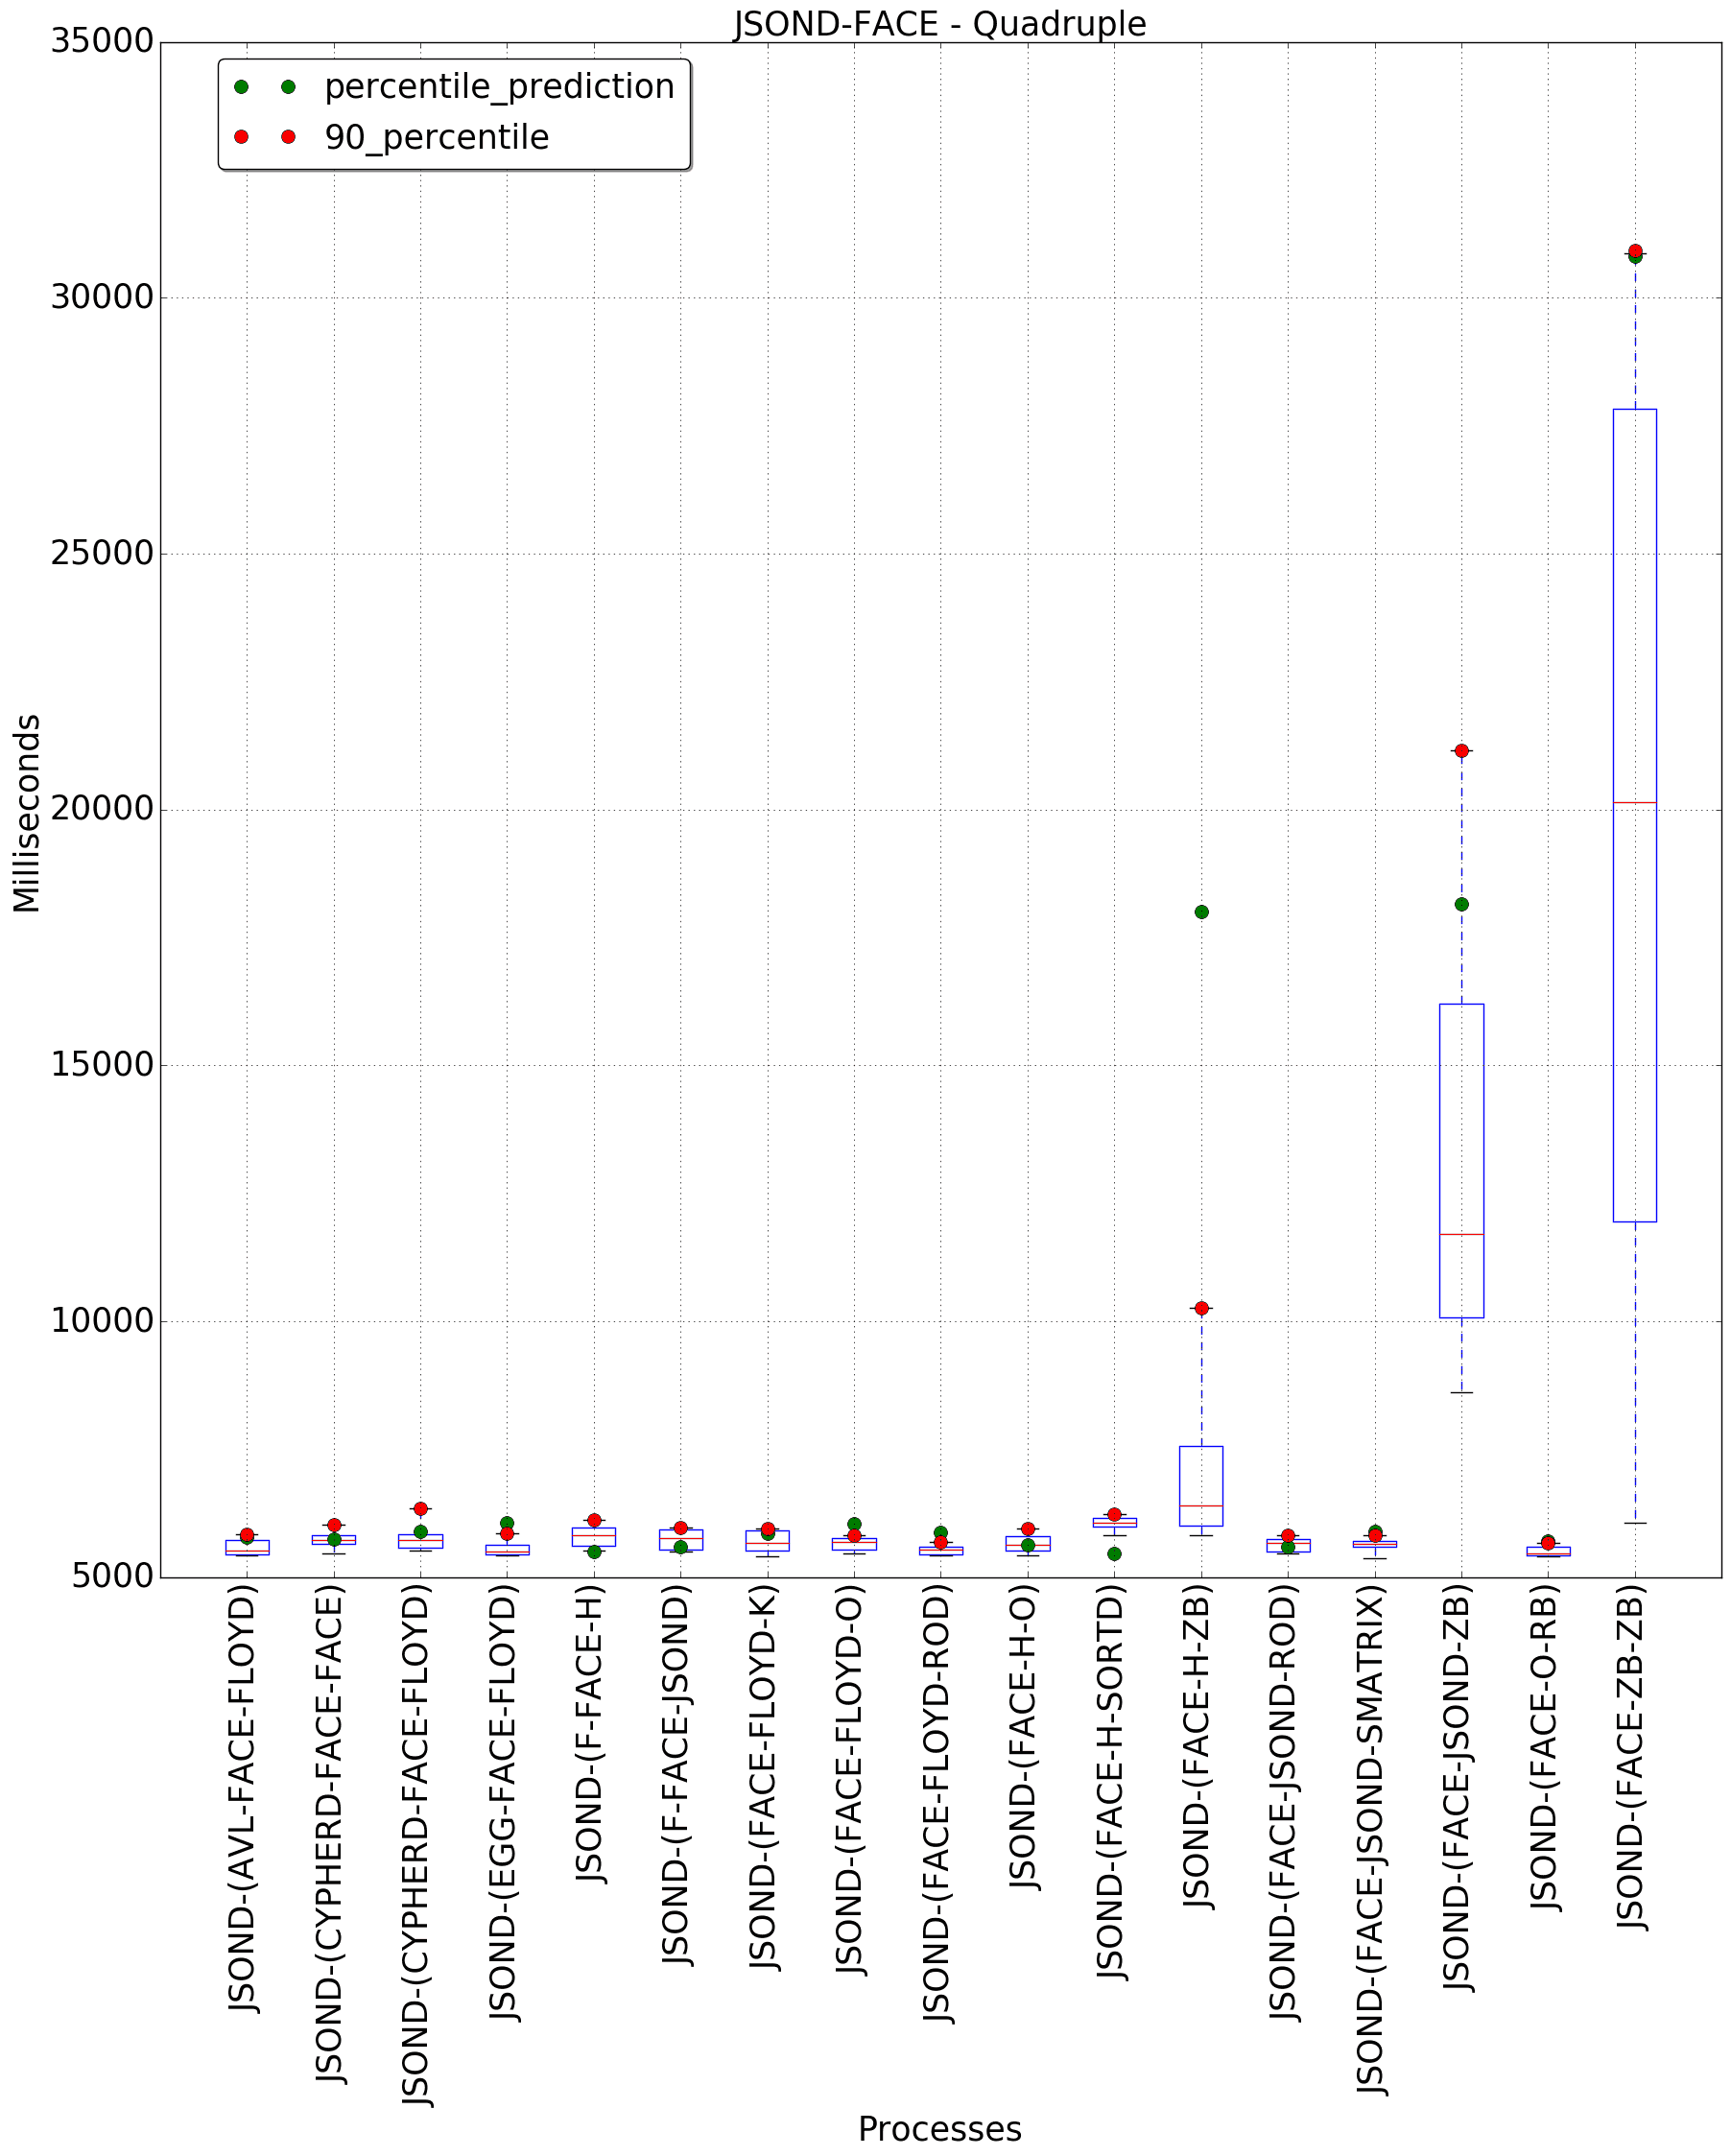 JSOND-FACE - Quadruple
percentile_prediction
90_percentile
35000
30000
25000
20000
15000
10000
5000
Milliseconds
JSOND-(AVL-FACE-FLOYD)
JSOND-(CYPHERD-FACE-FACE)
JSOND-(CYPHERD-FACE-FLOYD)
JSOND-(EGG-FACE-FLOYD)
JSOND-(F-FACE-H)
JSOND-(F-FACE-JSOND)
JSOND-(FACE-FLOYD-K)
JSOND-(FACE-FLOYD-O)
JSOND-(FACE-FLOYD-ROD)
JSOND-(FACE-H-O)
JSOND-(FACE-H-SORTD)
JSOND-(FACE-H-ZB)
JSOND-(FACE-JSOND-ROD)
JSOND-(FACE-JSOND-SMATRIX)
JSOND-(FACE-JSOND-ZB)
JSOND-(FACE-O-RB)
JSOND-(FACE-ZB-ZB)
Processes